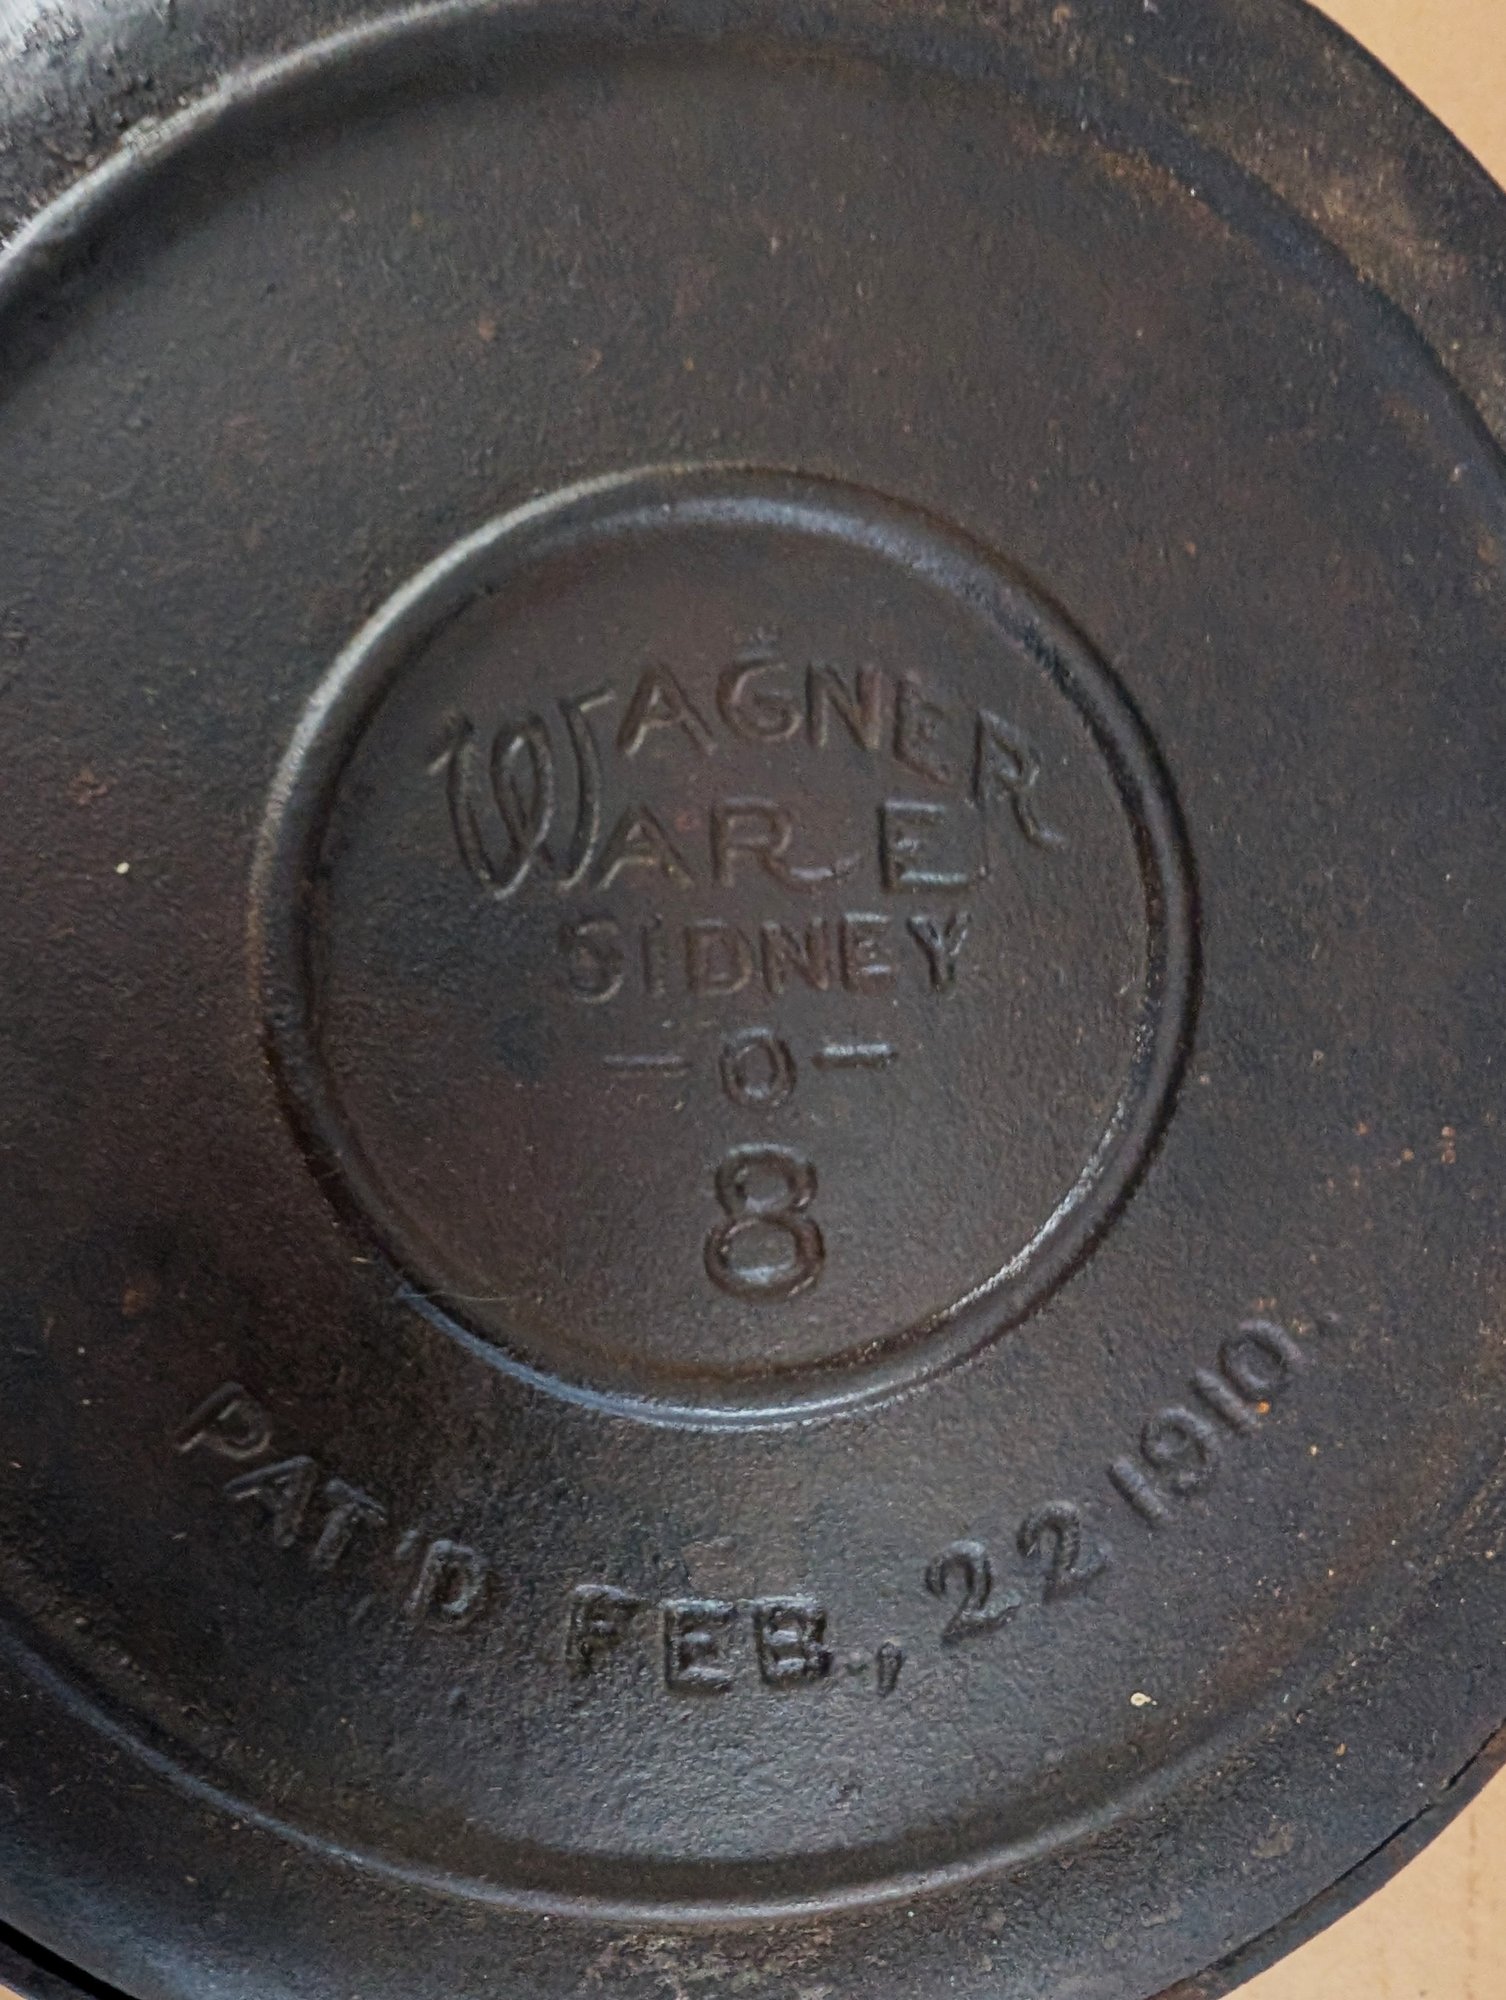 WAGNER
WARE
SIDNEY
-O-
8
PAT'D FEB, 22 1910.